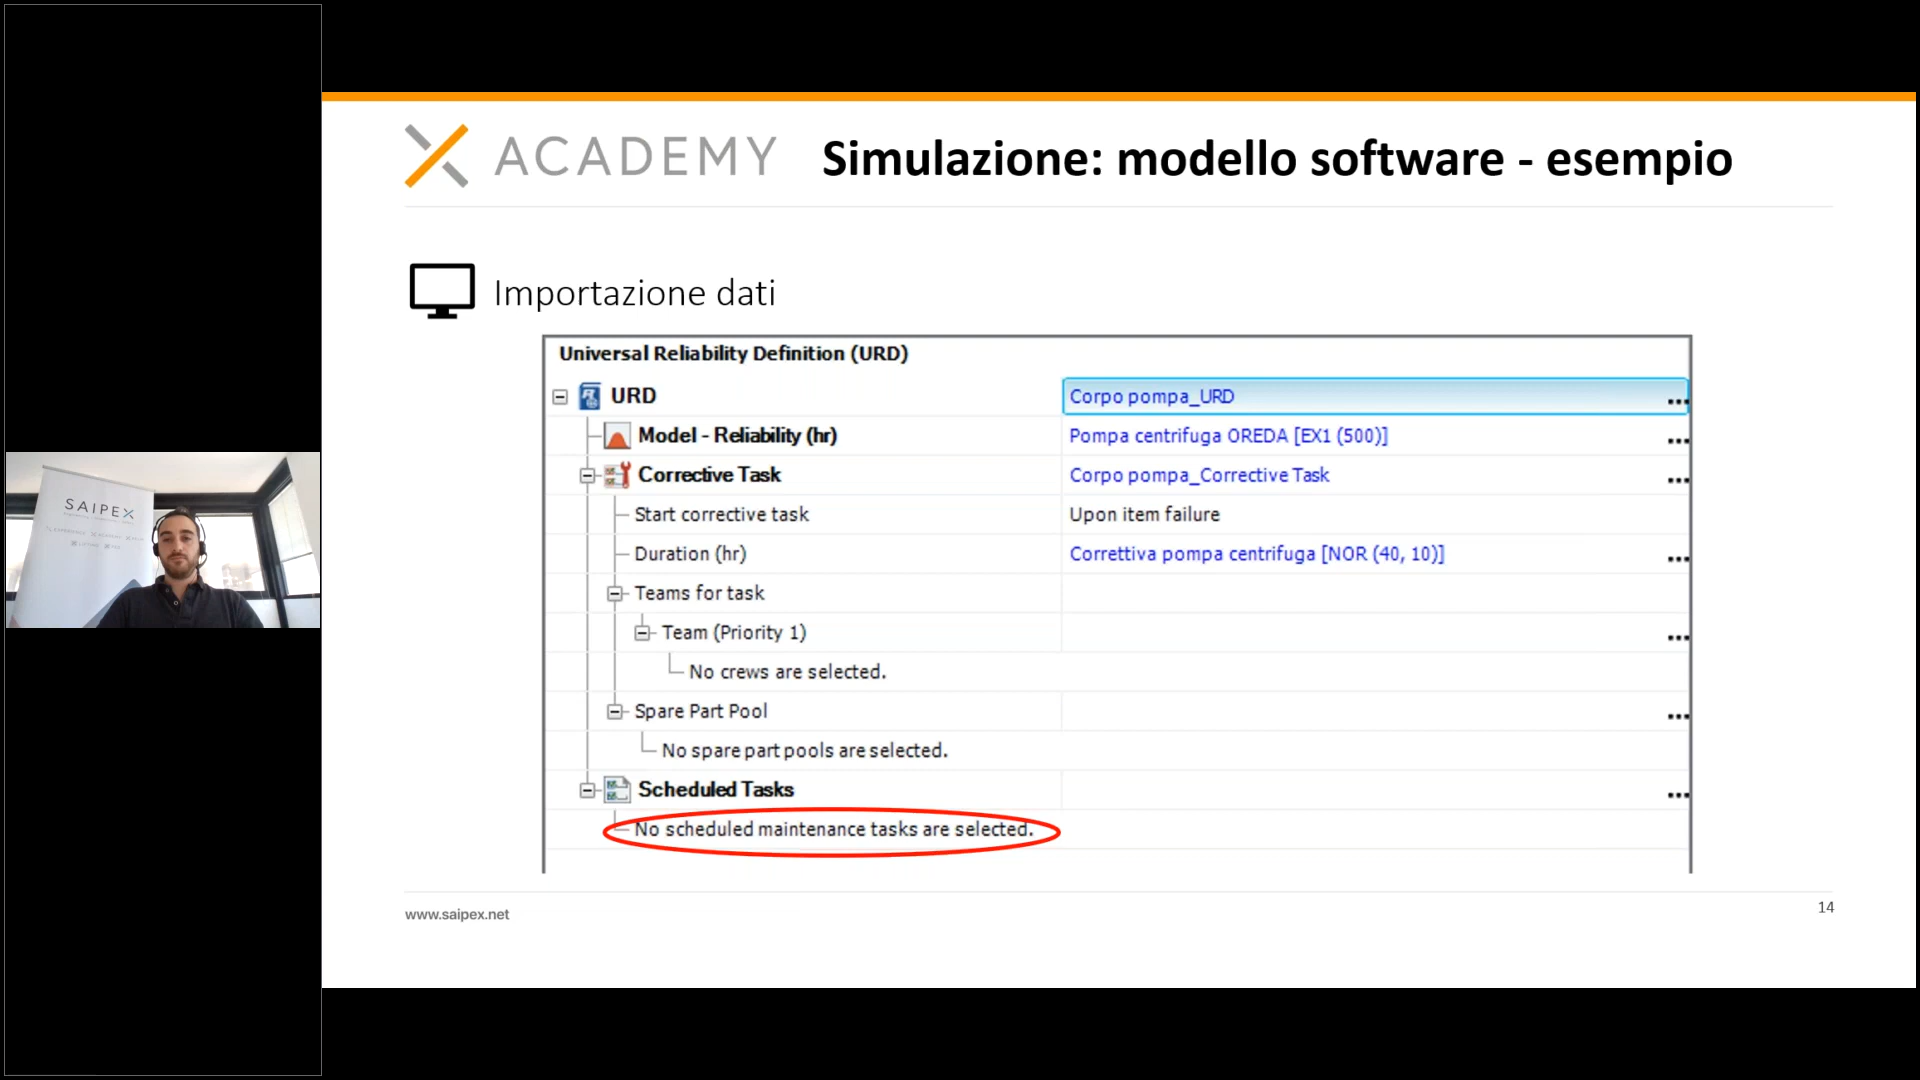 ACADEMY
Simulazione: modello software - esempio
Importazione dati
Universal Reliability Definition (URD)
URD Corpo pompa_URD ...
Model - Reliability (hr) Pompa centrifuga OREDA [EX1 (500)] ...
Corrective Task Corpo pompa_Corrective Task ...
Start corrective task Upon item failure
Duration (hr) Correttiva pompa centrifuga [NOR (40, 10)] ...
Teams for task
Team (Priority 1) ...
No crews are selected.
Spare Part Pool ...
No spare part pools are selected.
Scheduled Tasks ...
No scheduled maintenance tasks are selected.
www.saipex.net
14
SAIPEX